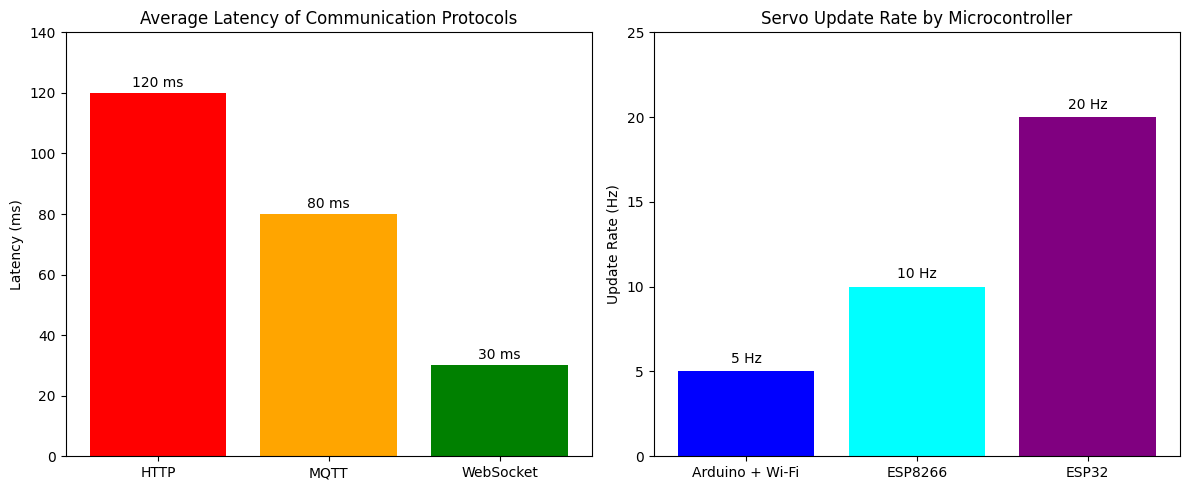 Average Latency of Communication Protocols
Latency (ms)
140
120
100
80
60
40
20
0
120 ms
80 ms
30 ms
HTTP
MQTT
WebSocket
Servo Update Rate by Microcontroller
Update Rate (Hz)
25
20
15
10
5
0
5 Hz
10 Hz
20 Hz
Arduino + Wi-Fi
ESP8266
ESP32